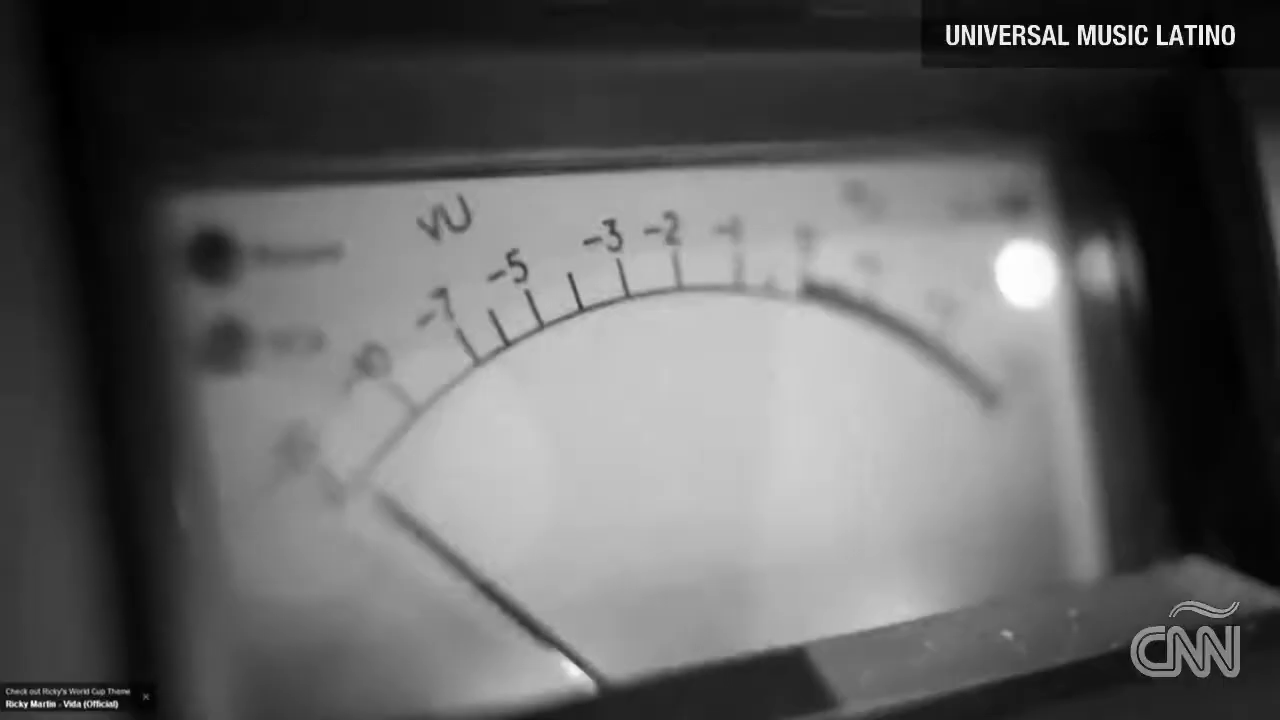 UNIVERSAL MUSIC LATINO
VU
-10
-7
-5
-3
-2
-1
0
CNN
Check out Ricky's World Cup Theme
Ricky Martin - Vida (Official)